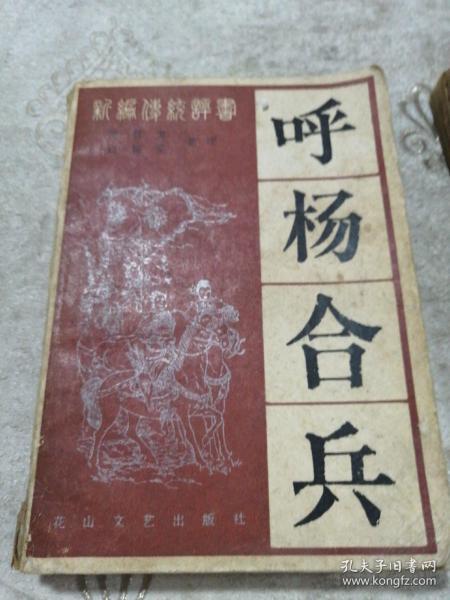 新编传统评书
呼
杨
合
兵
花山文艺出版社
孔夫子旧书网
www.kongfz.com